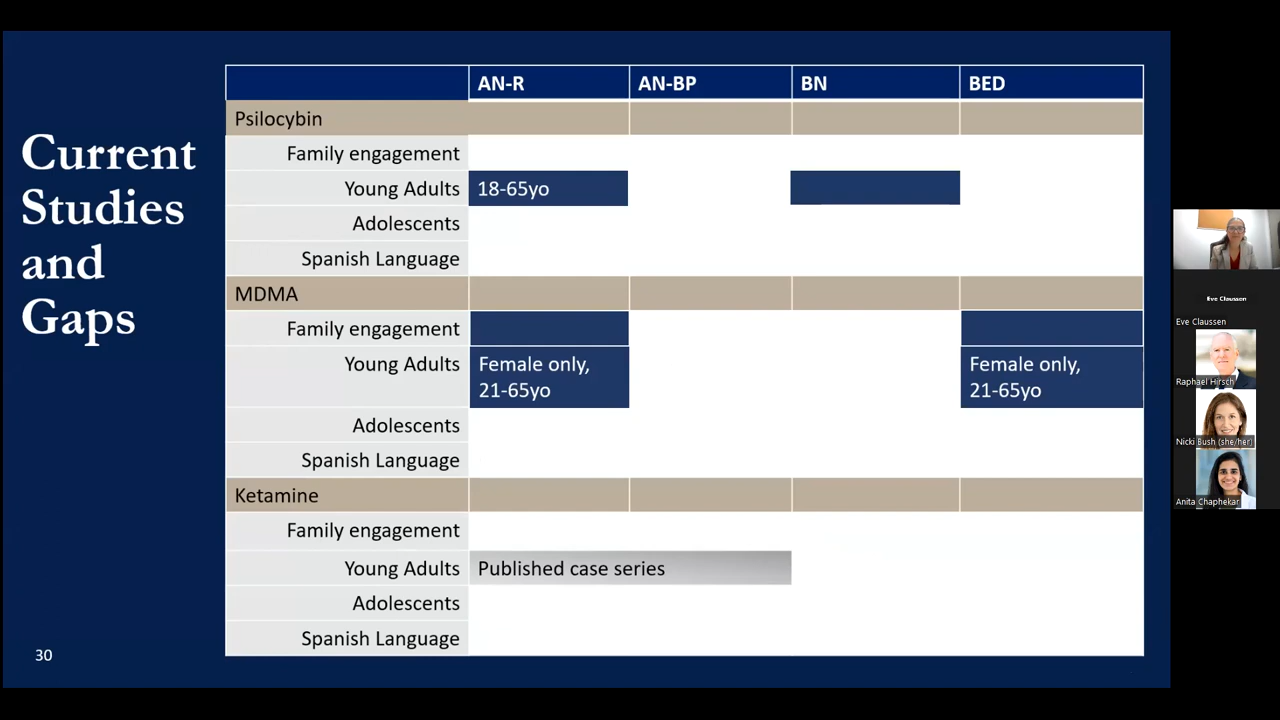 Current
Studies
and
Gaps
AN-R AN-BP BN BED
Psilocybin
Family engagement
Young Adults 18-65yo
Adolescents
Spanish Language
MDMA
Family engagement
Young Adults Female only, Female only,
21-65yo 21-65yo
Adolescents
Spanish Language
Ketamine
Family engagement
Young Adults Published case series
Adolescents
Spanish Language
30
Eve Claussen
Eve Claussen
Raphael Hirsch
Nicki Bush (she/her)
Anita Chaphekar